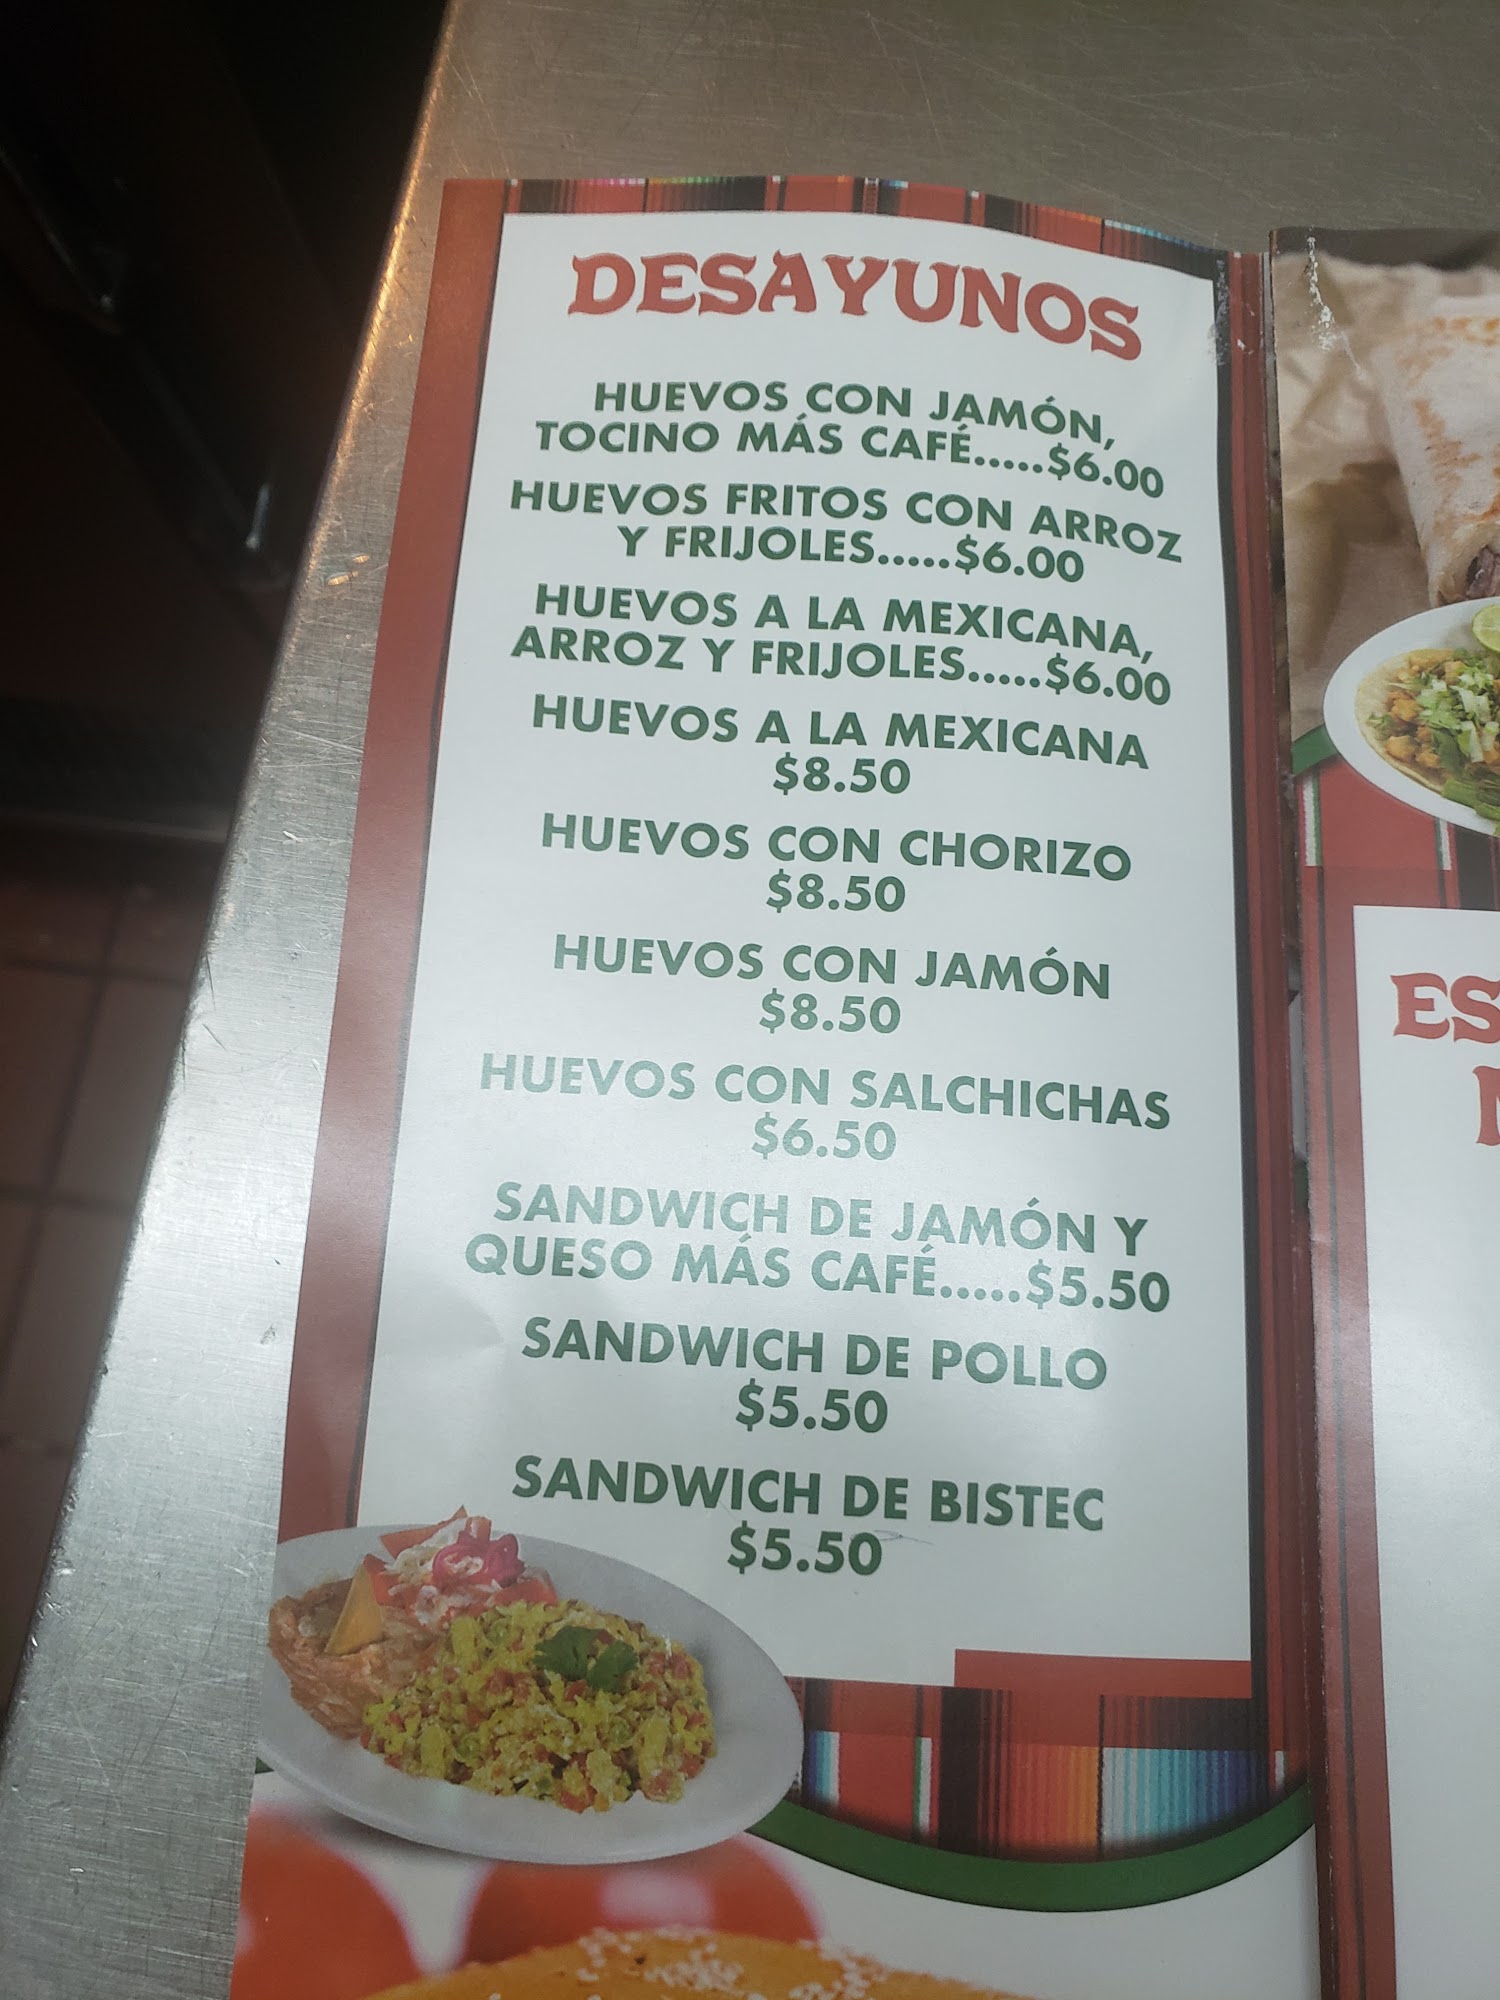 DESAYUNOS
HUEVOS CON JAMÓN,
TOCINO MÁS CAFÉ.....$6.00
HUEVOS FRITOS CON ARROZ
Y FRIJOLES.....$6.00
HUEVOS A LA MEXICANA,
ARROZ Y FRIJOLES.....$6.00
HUEVOS A LA MEXICANA
$8.50
HUEVOS CON CHORIZO
$8.50
HUEVOS CON JAMÓN
$8.50
HUEVOS CON SALCHICHAS
$6.50
SANDWICH DE JAMÓN Y
QUESO MÁS CAFÉ.....$5.50
SANDWICH DE POLLO
$5.50
SANDWICH DE BISTEC
$5.50
ES